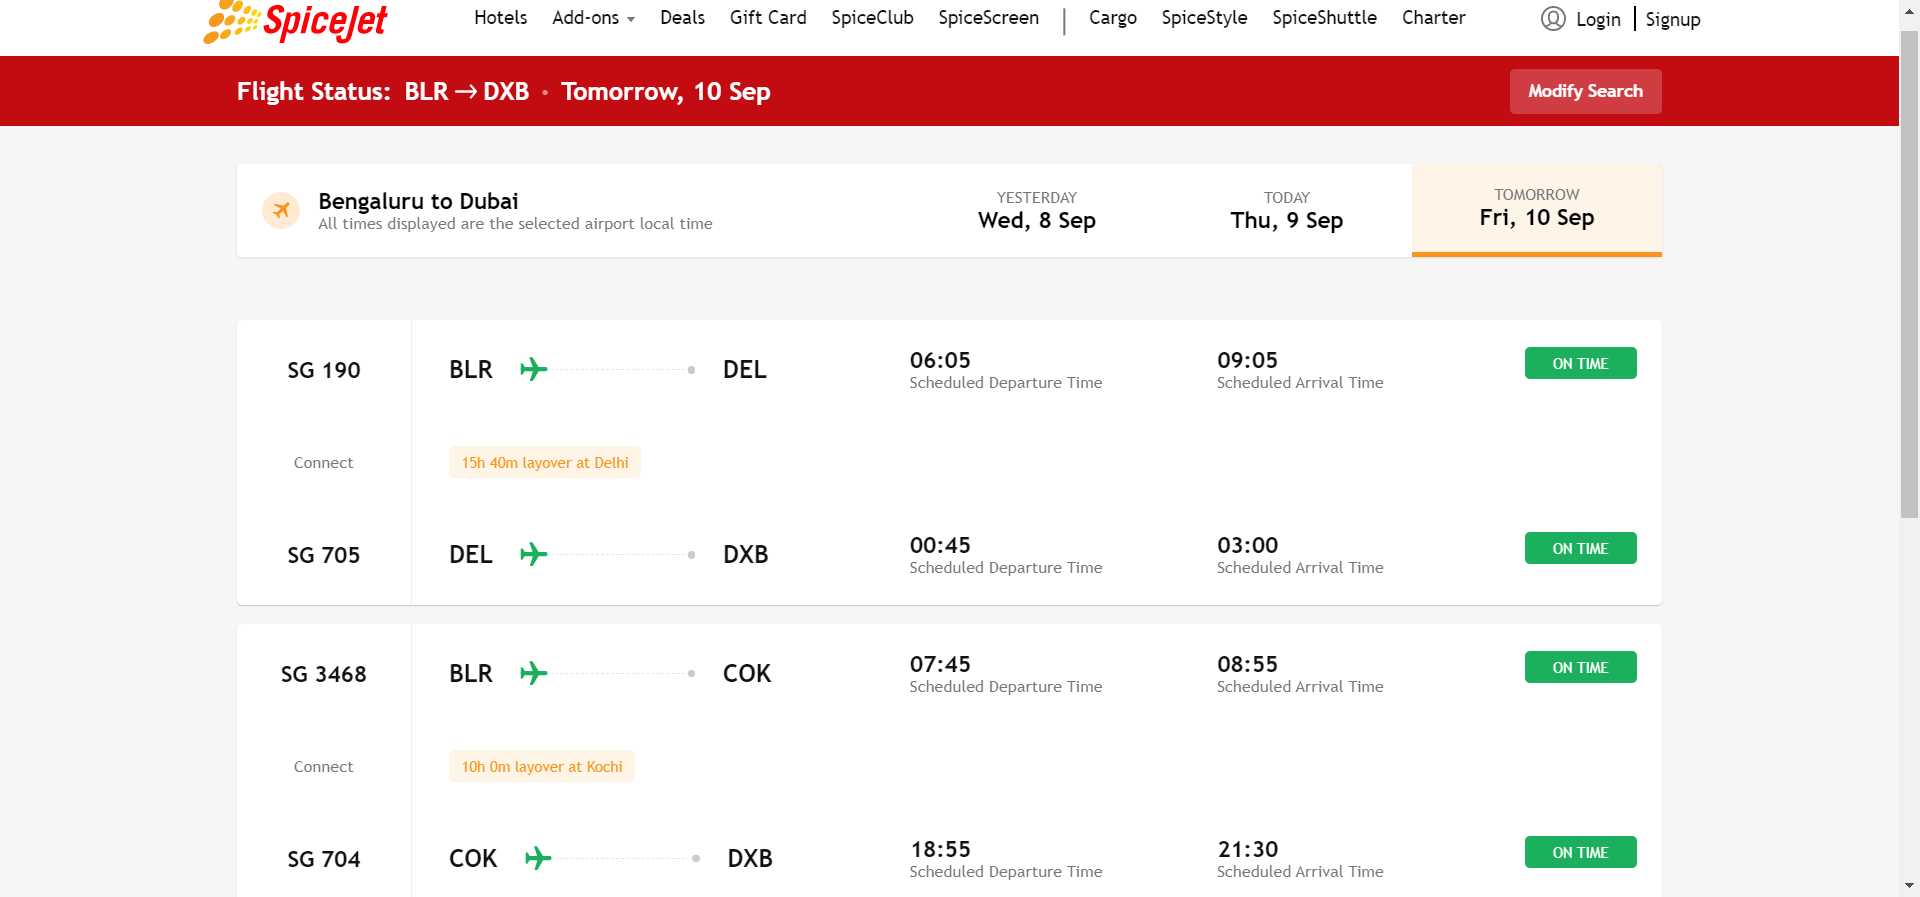 SpiceJet
Hotels Add-ons Deals Gift Card SpiceClub SpiceScreen | Cargo SpiceStyle SpiceShuttle Charter Login | Signup
Flight Status: BLR → DXB • Tomorrow, 10 Sep Modify Search
Bengaluru to Dubai
All times displayed are the selected airport local time
YESTERDAY
Wed, 8 Sep
TODAY
Thu, 9 Sep
TOMORROW
Fri, 10 Sep
SG 190 BLR DEL 06:05 09:05 ON TIME
Scheduled Departure Time Scheduled Arrival Time
Connect 15h 40m layover at Delhi
SG 705 DEL DXB 00:45 03:00 ON TIME
Scheduled Departure Time Scheduled Arrival Time
SG 3468 BLR COK 07:45 08:55 ON TIME
Scheduled Departure Time Scheduled Arrival Time
Connect 10h 0m layover at Kochi
SG 704 COK DXB 18:55 21:30 ON TIME
Scheduled Departure Time Scheduled Arrival Time